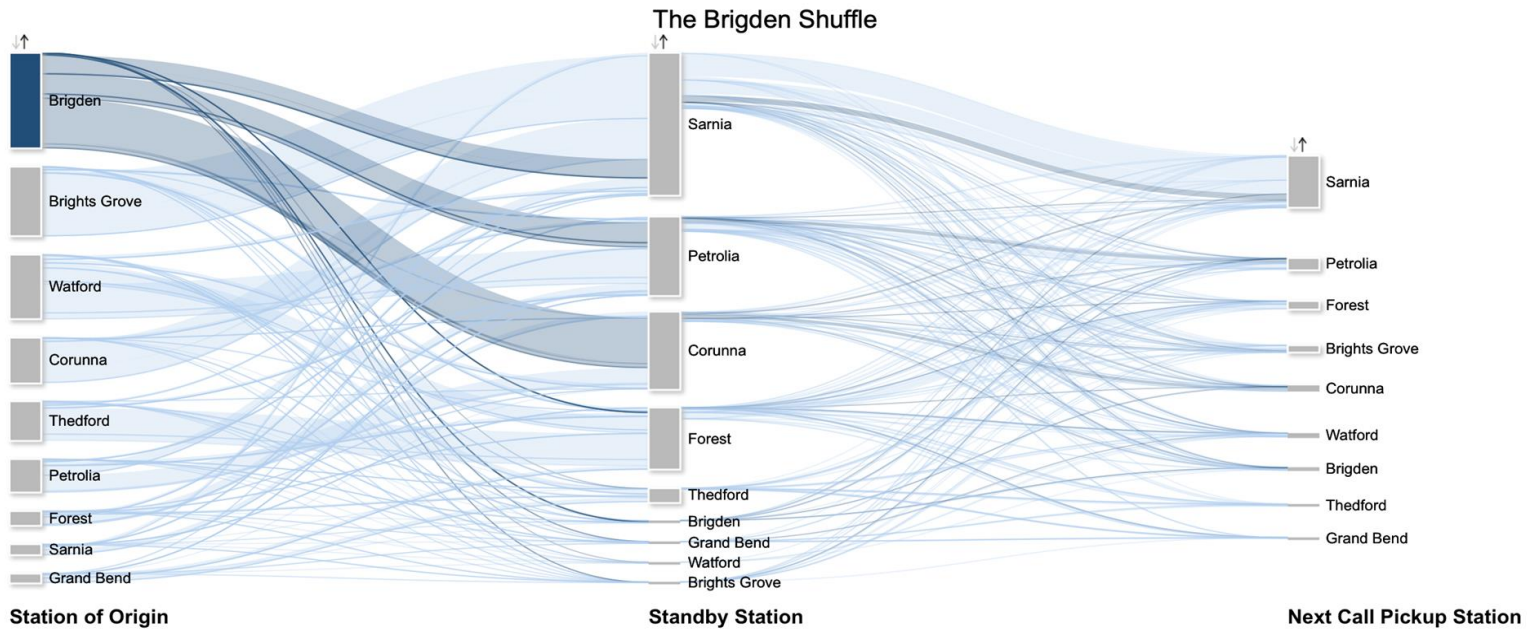 The Brigden Shuffle
Brigden
Brights Grove
Watford
Corunna
Thedford
Petrolia
Forest
Sarnia
Grand Bend
Station of Origin
Sarnia
Petrolia
Corunna
Forest
Thedford
Brigden
Grand Bend
Watford
Brights Grove
Standby Station
Sarnia
Petrolia
Forest
Brights Grove
Corunna
Watford
Brigden
Thedford
Grand Bend
Next Call Pickup Station